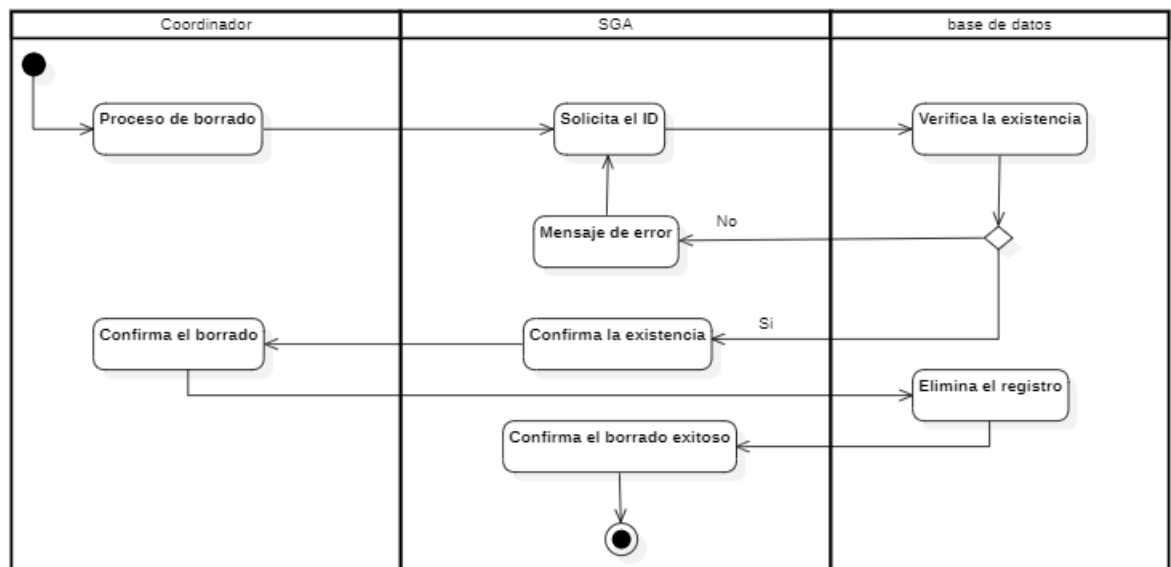 Coordinador
SGA
base de datos
Proceso de borrado
Solicita el ID
Verifica la existencia
Mensaje de error
No
Confirma el borrado
Confirma la existencia
Si
Elimina el registro
Confirma el borrado exitoso